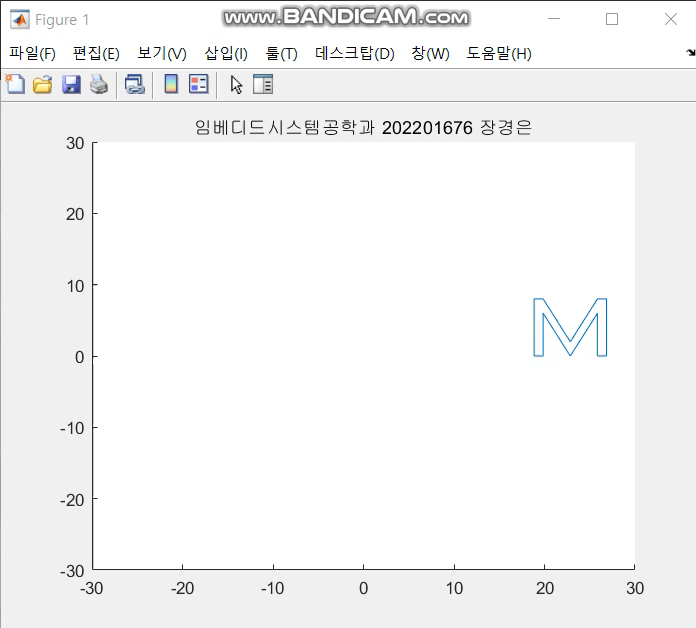 Figure 1
www.BANDICAM.com
파일(F) 편집(E) 보기(V) 삽입(I) 툴(T) 데스크탑(D) 창(W) 도움말(H)
임베디드시스템공학과 202201676 장경은
30
20
10
0
-10
-20
-30
M
-30 -20 -10 0 10 20 30